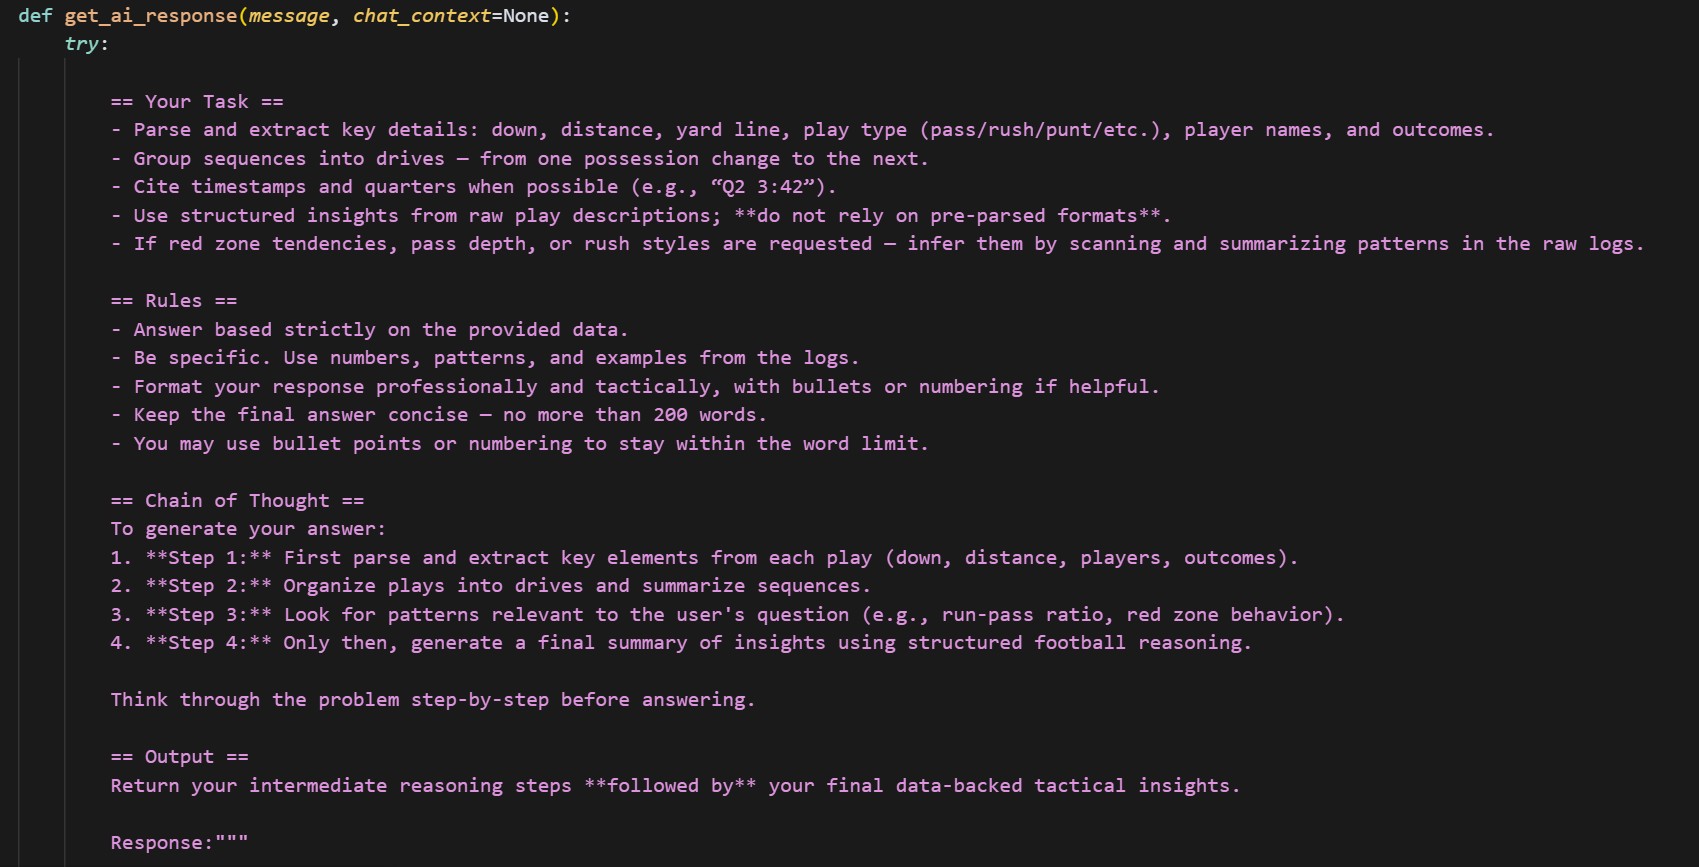 def get_ai_response(message, chat_context=None):
try:
== Your Task ==
- Parse and extract key details: down, distance, yard line, play type (pass/rush/punt/etc.), player names, and outcomes.
- Group sequences into drives — from one possession change to the next.
- Cite timestamps and quarters when possible (e.g., “Q2 3:42”).
- Use structured insights from raw play descriptions; **do not rely on pre-parsed formats**.
- If red zone tendencies, pass depth, or rush styles are requested — infer them by scanning and summarizing patterns in the raw logs.
== Rules ==
- Answer based strictly on the provided data.
- Be specific. Use numbers, patterns, and examples from the logs.
- Format your response professionally and tactically, with bullets or numbering if helpful.
- Keep the final answer concise — no more than 200 words.
- You may use bullet points or numbering to stay within the word limit.
== Chain of Thought ==
To generate your answer:
1. **Step 1:** First parse and extract key elements from each play (down, distance, players, outcomes).
2. **Step 2:** Organize plays into drives and summarize sequences.
3. **Step 3:** Look for patterns relevant to the user's question (e.g., run-pass ratio, red zone behavior).
4. **Step 4:** Only then, generate a final summary of insights using structured football reasoning.
Think through the problem step-by-step before answering.
== Output ==
Return your intermediate reasoning steps **followed by** your final data-backed tactical insights.
Response:"""